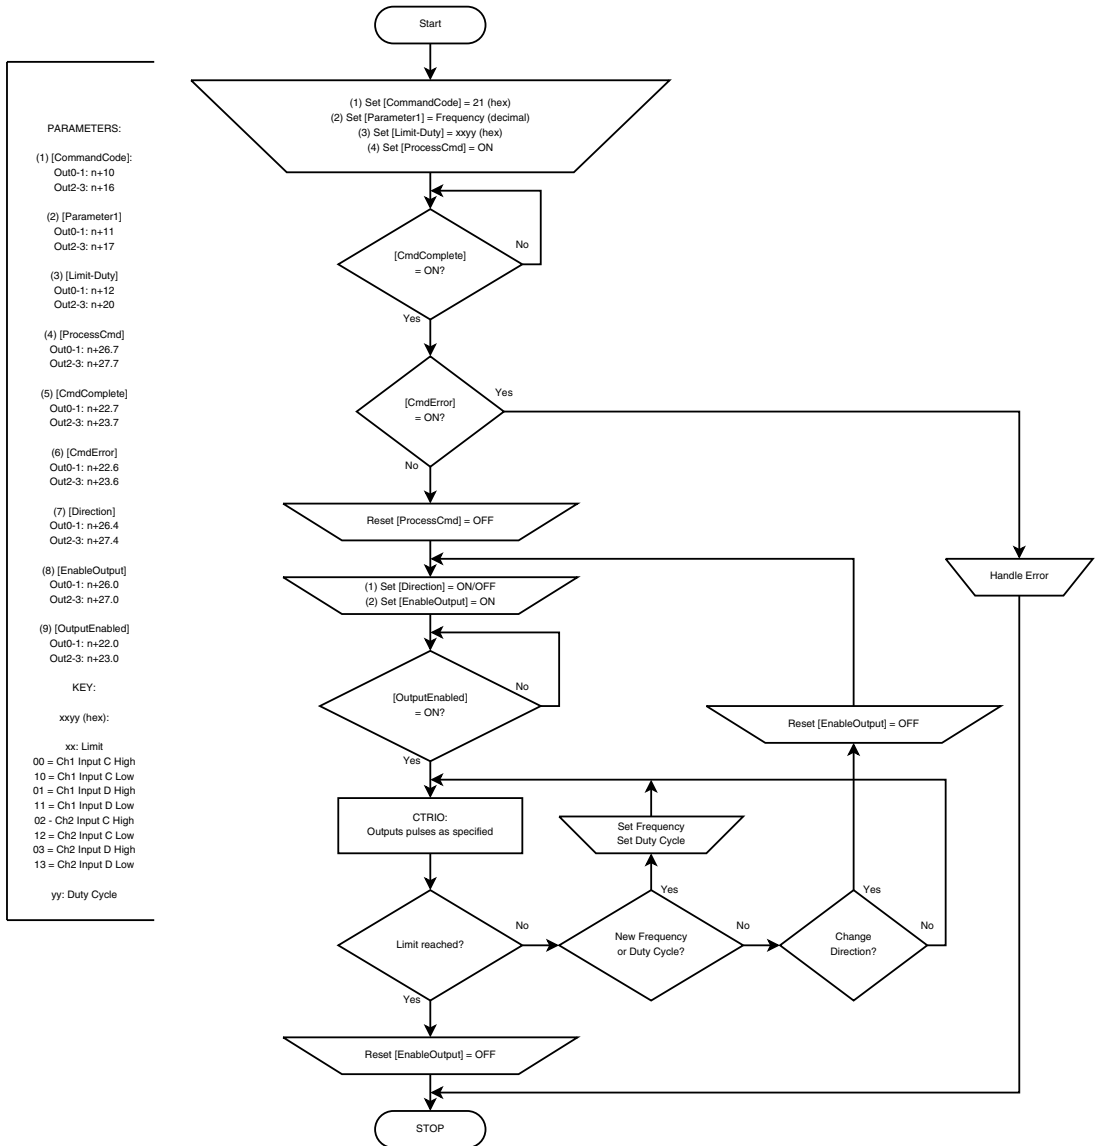 Start
(1) Set [CommandCode] = 21 (hex)
(2) Set [Parameter1] = Frequency (decimal)
(3) Set [Limit-Duty] = xxyy (hex)
(4) Set [ProcessCmd] = ON
PARAMETERS:
(1) [CommandCode]:
Out0-1: n+10
Out2-3: n+16
(2) [Parameter1]
Out0-1: n+11
Out2-3: n+17
(3) [Limit-Duty]
Out0-1: n+12
Out2-3: n+20
(4) [ProcessCmd]
Out0-1: n+26.7
Out2-3: n+27.7
(5) [CmdComplete]
Out0-1: n+22.7
Out2-3: n+23.7
(6) [CmdError]
Out0-1: n+22.6
Out2-3: n+23.6
(7) [Direction]
Out0-1: n+26.4
Out2-3: n+27.4
(8) [EnableOutput]
Out0-1: n+26.0
Out2-3: n+27.0
(9) [OutputEnabled]
Out0-1: n+22.0
Out2-3: n+23.0
KEY:
xxyy (hex):
xx: Limit
00 = Ch1 Input C High
10 = Ch1 Input C Low
01 = Ch1 Input D High
11 = Ch1 Input D Low
02 - Ch2 Input C High
12 = Ch2 Input C Low
03 = Ch2 Input D High
13 = Ch2 Input D Low
yy: Duty Cycle
[CmdComplete]
= ON?
No
Yes
[CmdError]
= ON?
Yes
No
Reset [ProcessCmd] = OFF
Handle Error
(1) Set [Direction] = ON/OFF
(2) Set [EnableOutput] = ON
[OutputEnabled]
= ON?
No
Yes
Reset [EnableOutput] = OFF
CTRIO:
Outputs pulses as specified
Set Frequency
Set Duty Cycle
Yes
Yes
Limit reached?
No
New Frequency
or Duty Cycle?
No
Change
Direction?
No
Yes
Reset [EnableOutput] = OFF
STOP